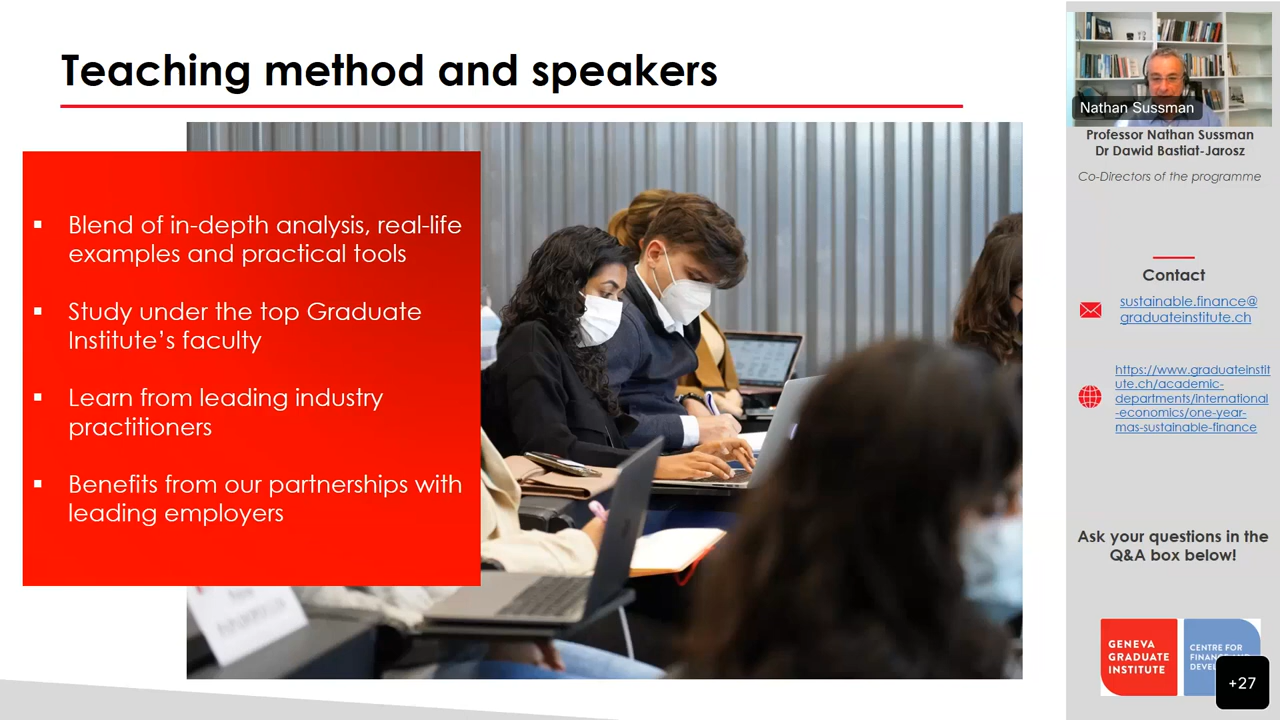 Teaching method and speakers
▪ Blend of in-depth analysis, real-life
examples and practical tools
▪ Study under the top Graduate
Institute’s faculty
▪ Learn from leading industry
practitioners
▪ Benefits from our partnerships with
leading employers
Nathan Sussman
Professor Nathan Sussman
Dr Dawid Bastiat-Jarosz
Co-Directors of the programme
Contact
sustainable.finance@
graduateinstitute.ch
https://www.graduateinstit
ute.ch/academic-
departments/international
-economics/one-year-
mas-sustainable-finance
Ask your questions in the
Q&A box below!
GENEVA
GRADUATE
INSTITUTE
CENTRE FOR
+27